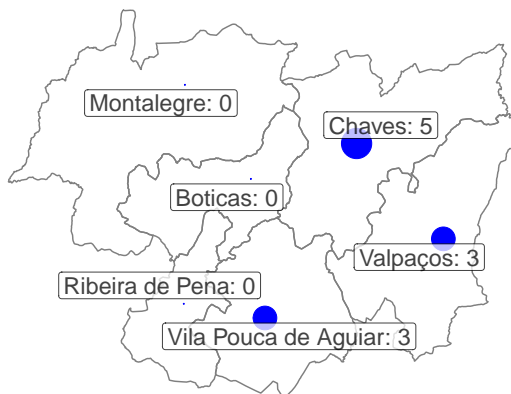 Montalegre: 0
Chaves: 5
Boticas: 0
Valpaços: 3
Ribeira de Pena: 0
Vila Pouca de Aguiar: 3